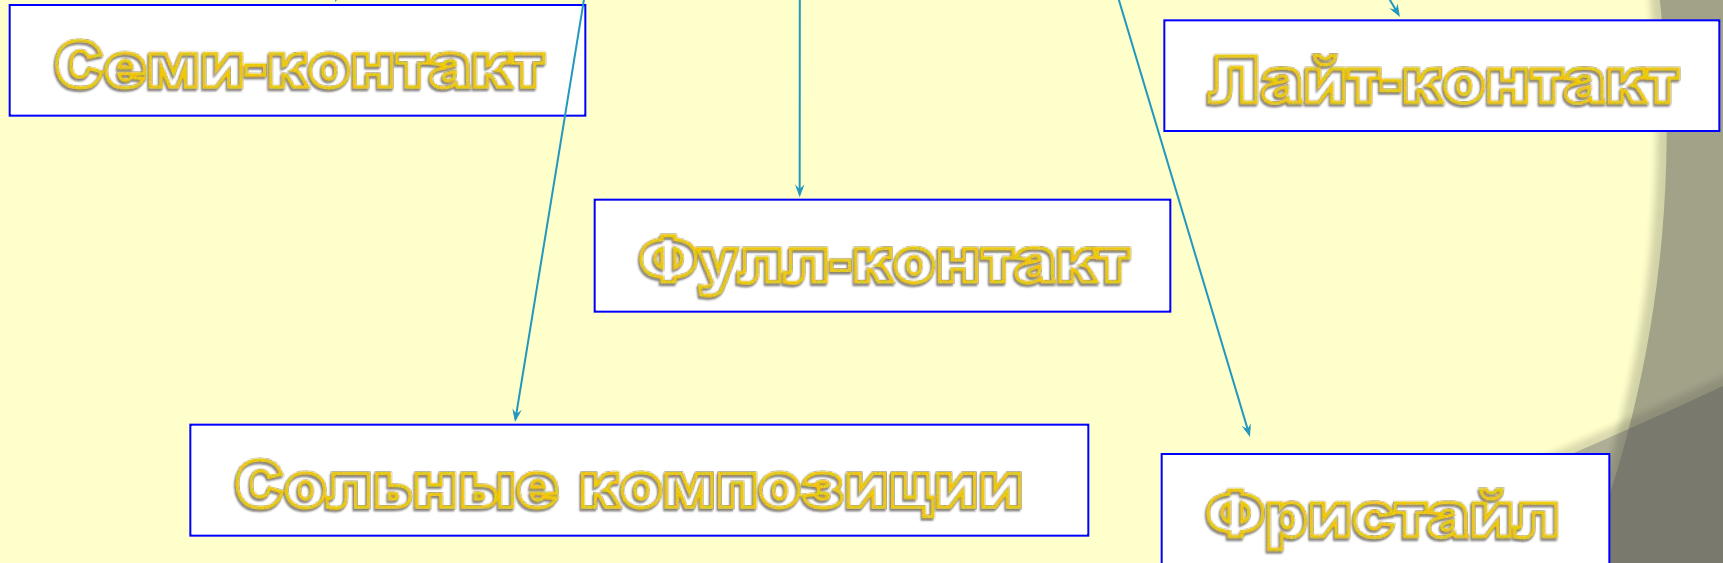 Семи-контакт
Лайт-контакт
Фулл-контакт
Сольные композиции
Фристайл